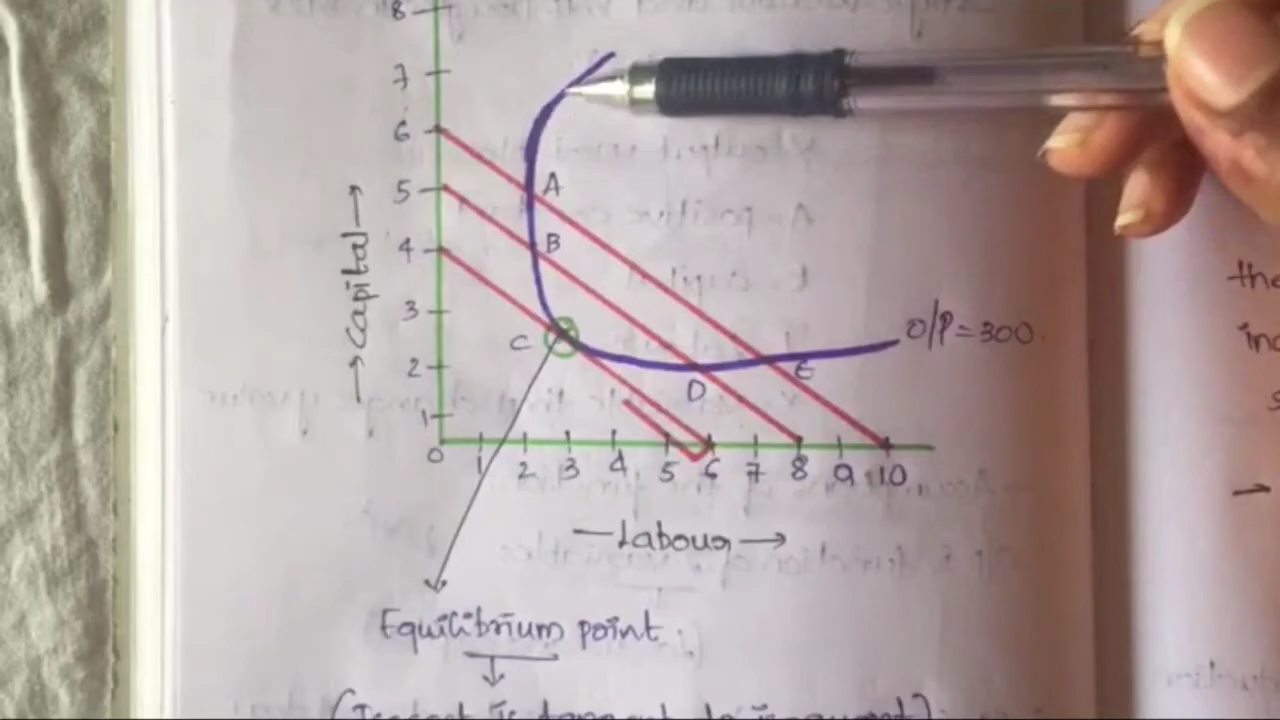 8
7
6
5
4
3
2
1
0 1 2 3 4 5 6 7 8 9 10
→ Capital →
A
B
C
D
E
O/P = 300
— Labour →
Equilibrium point
the